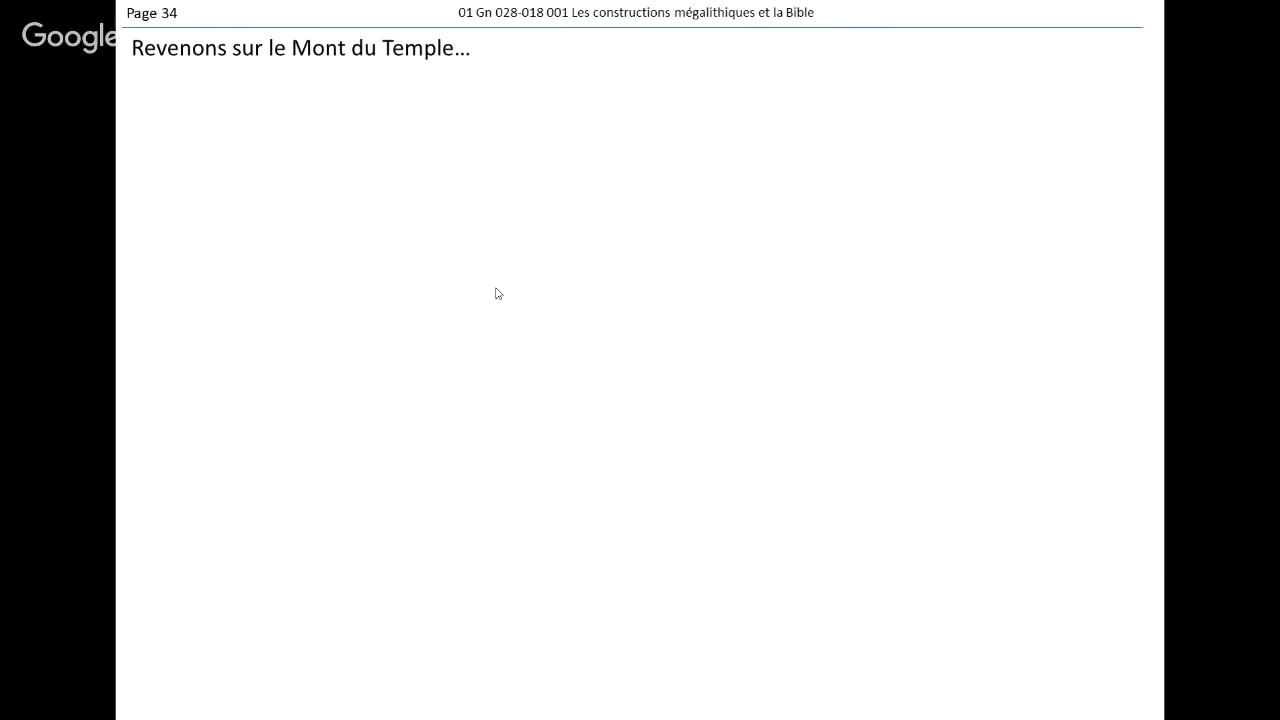 Page 34
01 Gn 028-018 001 Les constructions mégalithiques et la Bible
Google
Revenons sur le Mont du Temple...